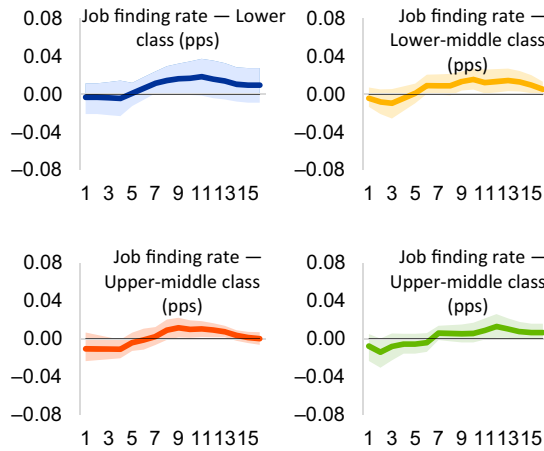 Job finding rate — Lower
class (pps)
0.08
0.04
0.00
−0.04
−0.08
1 3 5 7 9 11 13 15
Job finding rate —
Lower-middle class
(pps)
0.08
0.04
0.00
−0.04
−0.08
1 3 5 7 9 11 13 15
Job finding rate —
Upper-middle class
(pps)
0.08
0.04
0.00
−0.04
−0.08
1 3 5 7 9 11 13 15
Job finding rate —
Upper-middle class
(pps)
0.08
0.04
0.00
−0.04
−0.08
1 3 5 7 9 11 13 15